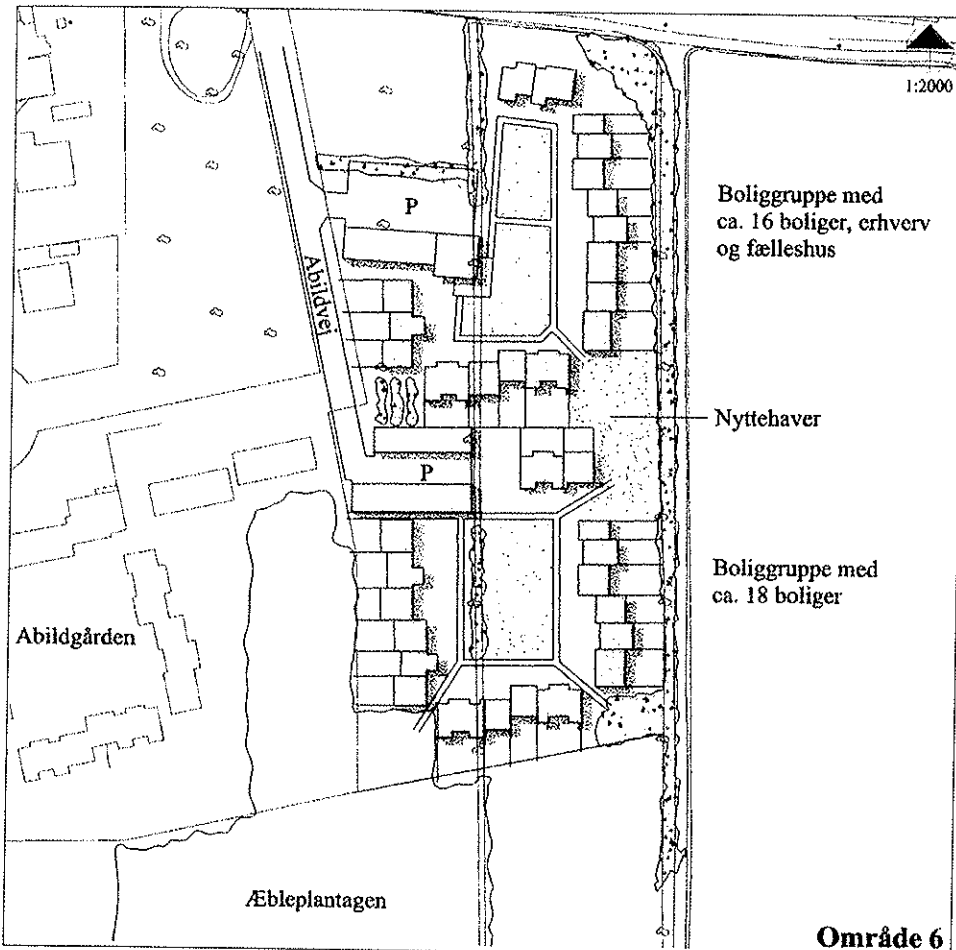 1:2000
Boliggruppe med
ca. 16 boliger, erhverv
og fælleshus
P
Abildvej
Nyttehaver
P
Boliggruppe med
ca. 18 boliger
Abildgården
Æbleplantagen
Område 6